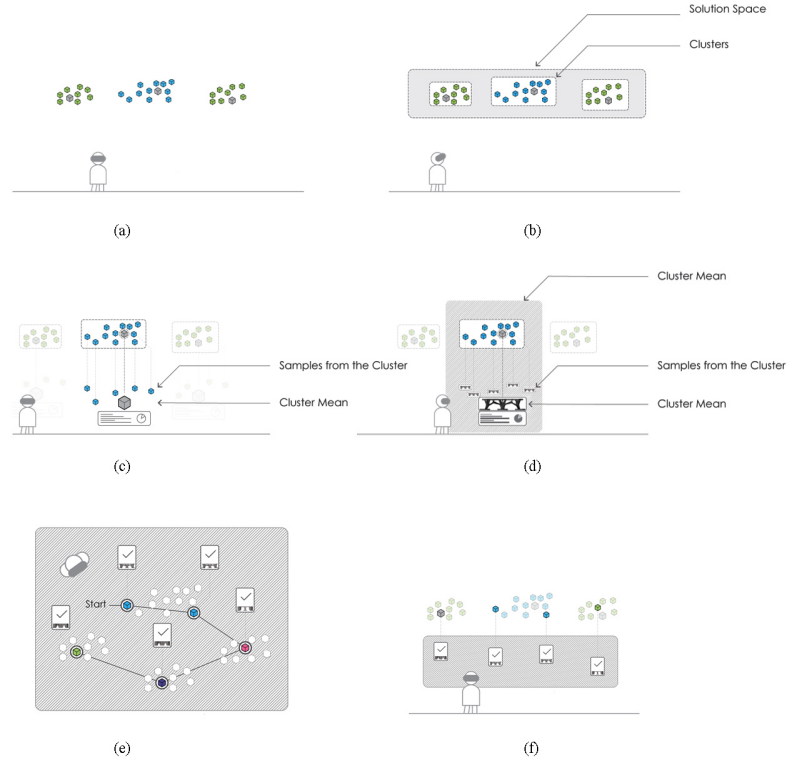 Solution Space
Clusters
(a)
(b)
Cluster Mean
Samples from the Cluster
Cluster Mean
Samples from the Cluster
Cluster Mean
(c)
(d)
Start
(e)
(f)